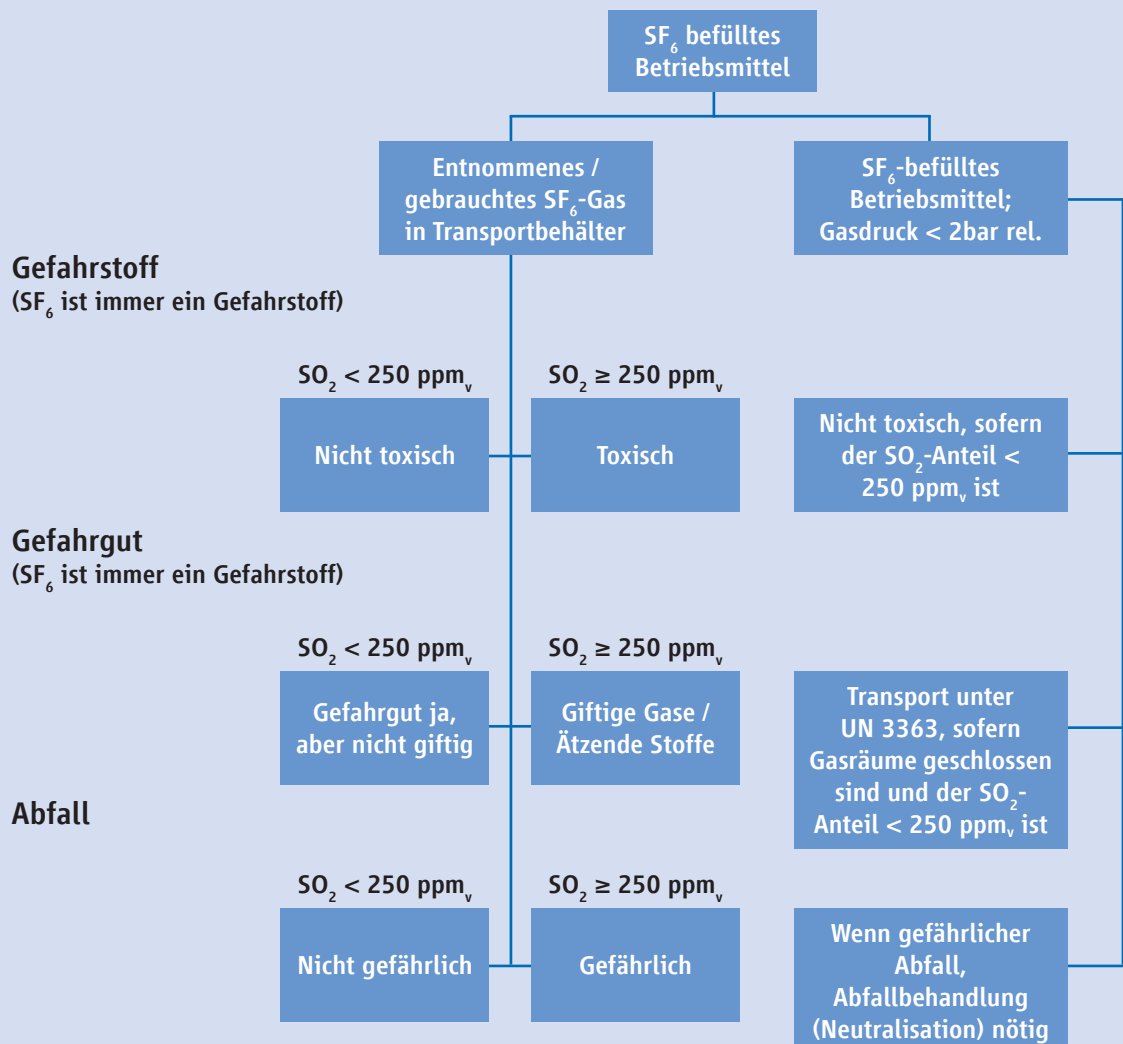 SF₆ befülltes
Betriebsmittel
Entnommenes /
gebrauchtes SF₆-Gas
in Transportbehälter
SF₆-befülltes
Betriebsmittel;
Gasdruck < 2bar rel.
Gefahrstoff
(SF₆ ist immer ein Gefahrstoff)
SO₂ < 250 ppmᵥ
SO₂ ≥ 250 ppmᵥ
Nicht toxisch
Toxisch
Nicht toxisch, sofern
der SO₂-Anteil <
250 ppmᵥ ist
Gefahrgut
(SF₆ ist immer ein Gefahrstoff)
SO₂ < 250 ppmᵥ
SO₂ ≥ 250 ppmᵥ
Gefahrgut ja,
aber nicht giftig
Giftige Gase /
Ätzende Stoffe
Transport unter
UN 3363, sofern
Gasräume geschlossen
sind und der SO₂-
Anteil < 250 ppmᵥ ist
Abfall
SO₂ < 250 ppmᵥ
SO₂ ≥ 250 ppmᵥ
Nicht gefährlich
Gefährlich
Wenn gefährlicher
Abfall,
Abfallbehandlung
(Neutralisation) nötig